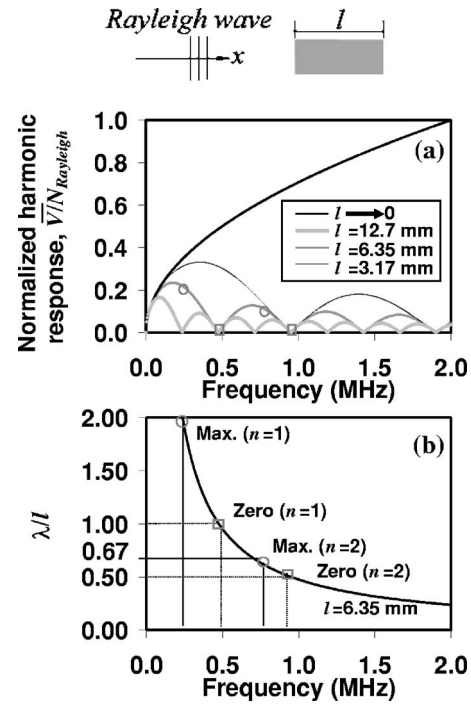 Rayleigh wave
x
l
Normalized harmonic
response, V̅/N_Rayleigh
1.0
0.8
0.6
0.4
0.2
0.0
(a)
l → 0
l =12.7 mm
l =6.35 mm
l =3.17 mm
0.0 0.5 1.0 1.5 2.0
Frequency (MHz)
λ/l
2.00
1.50
1.00
0.67
0.50
0.00
(b)
Max. (n=1)
Zero (n=1)
Max. (n=2)
Zero (n=2)
l=6.35 mm
0.0 0.5 1.0 1.5 2.0
Frequency (MHz)